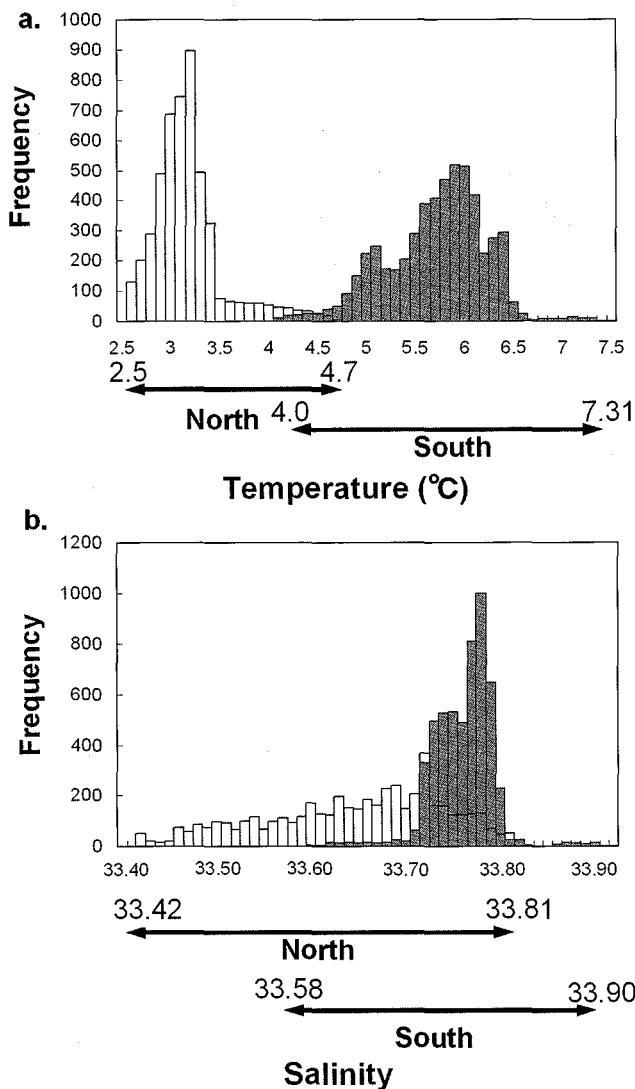 a.
Frequency
1000
900
800
700
600
500
400
300
200
100
0
2.5 3 3.5 4 4.5 5 5.5 6 6.5 7 7.5
2.5 4.7
North 4.0 7.31
South
Temperature (°C)
b.
Frequency
1200
1000
800
600
400
200
0
33.40 33.50 33.60 33.70 33.80 33.90
33.42 33.81
North
33.58 33.90
South
Salinity